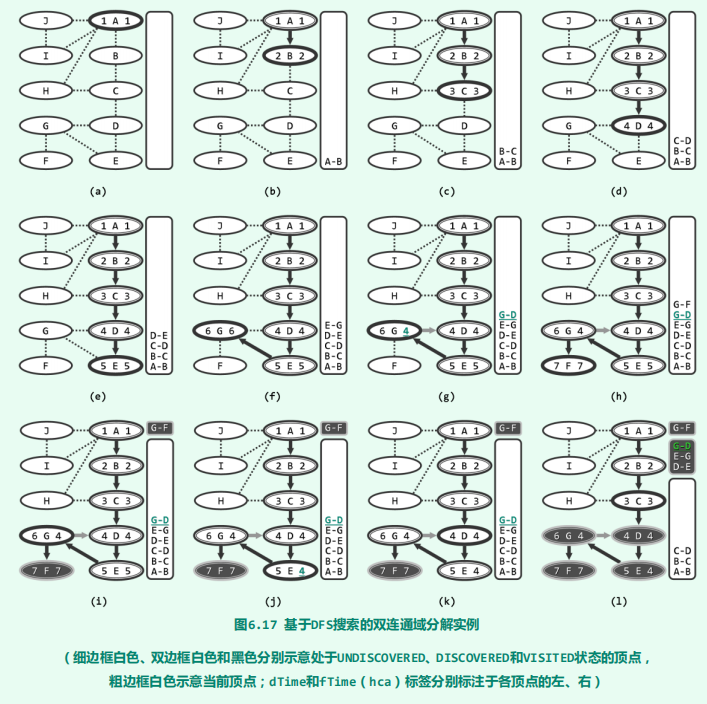 J 1 A 1
I B
H C
G D
F E
(a)
J 1 A 1
I 2 B 2
H C
G D
F E
A-B
(b)
J 1 A 1
I 2 B 2
H 3 C 3
G D
F E
B-C
A-B
(c)
J 1 A 1
I 2 B 2
H 3 C 3
G 4 D 4
F E
C-D
B-C
A-B
(d)
J 1 A 1
I 2 B 2
H 3 C 3
G 4 D 4
F 5 E 5
D-E
C-D
B-C
A-B
(e)
J 1 A 1
I 2 B 2
H 3 C 3
6 G 6 4 D 4
F 5 E 5
E-G
D-E
C-D
B-C
A-B
(f)
J 1 A 1
I 2 B 2
H 3 C 3
6 G 4 4 D 4
F 5 E 5
G-D
E-G
D-E
C-D
B-C
A-B
(g)
J 1 A 1
I 2 B 2
H 3 C 3
6 G 4 4 D 4
7 F 7 5 E 5
G-F
G-D
E-G
D-E
C-D
B-C
A-B
(h)
J 1 A 1
I 2 B 2
H 3 C 3
6 G 4 4 D 4
7 F 7 5 E 5
G-F
G-D
E-G
D-E
C-D
B-C
A-B
(i)
J 1 A 1
I 2 B 2
H 3 C 3
6 G 4 4 D 4
7 F 7 5 E 4
G-F
G-D
E-G
D-E
C-D
B-C
A-B
(j)
J 1 A 1
I 2 B 2
H 3 C 3
6 G 4 4 D 4
7 F 7 5 E 4
G-F
G-D
E-G
D-E
C-D
B-C
A-B
(k)
J 1 A 1
I 2 B 2
H 3 C 3
6 G 4 4 D 4
7 F 7 5 E 4
G-F
G-D
E-G
D-E
C-D
B-C
A-B
(l)
图6.17 基于DFS搜索的双连通域分解实例
（细边框白色、双边框白色和黑色分别示意处于UNDISCOVERED、DISCOVERED和VISITED状态的顶点，
粗边框白色示意当前顶点；dTime和fTime（hca）标签分别标注于各顶点的左、右）